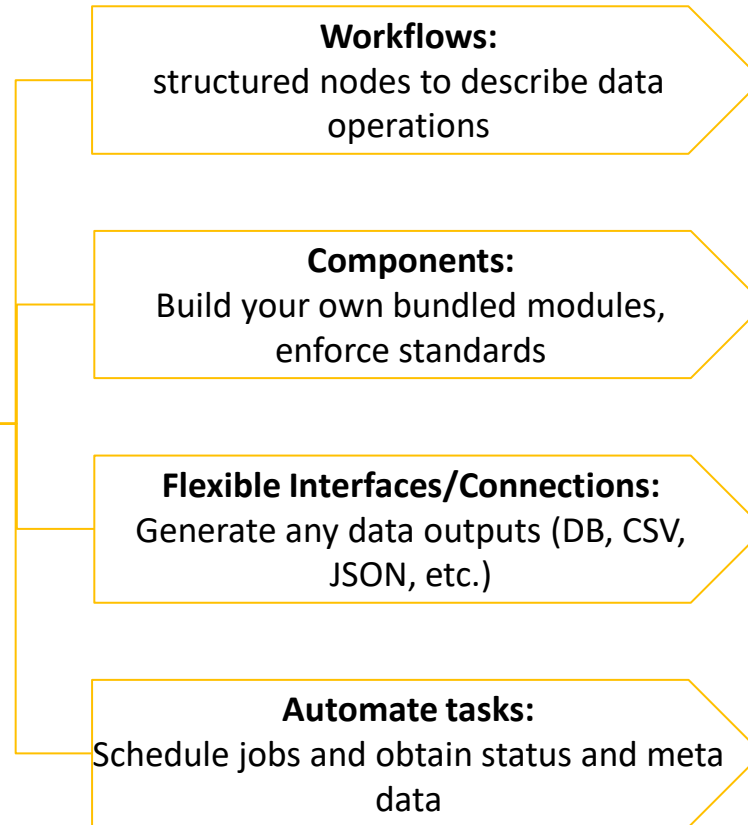 Workflows:
structured nodes to describe data
operations
Components:
Build your own bundled modules,
enforce standards
Flexible Interfaces/Connections:
Generate any data outputs (DB, CSV,
JSON, etc.)
Automate tasks:
Schedule jobs and obtain status and meta
data